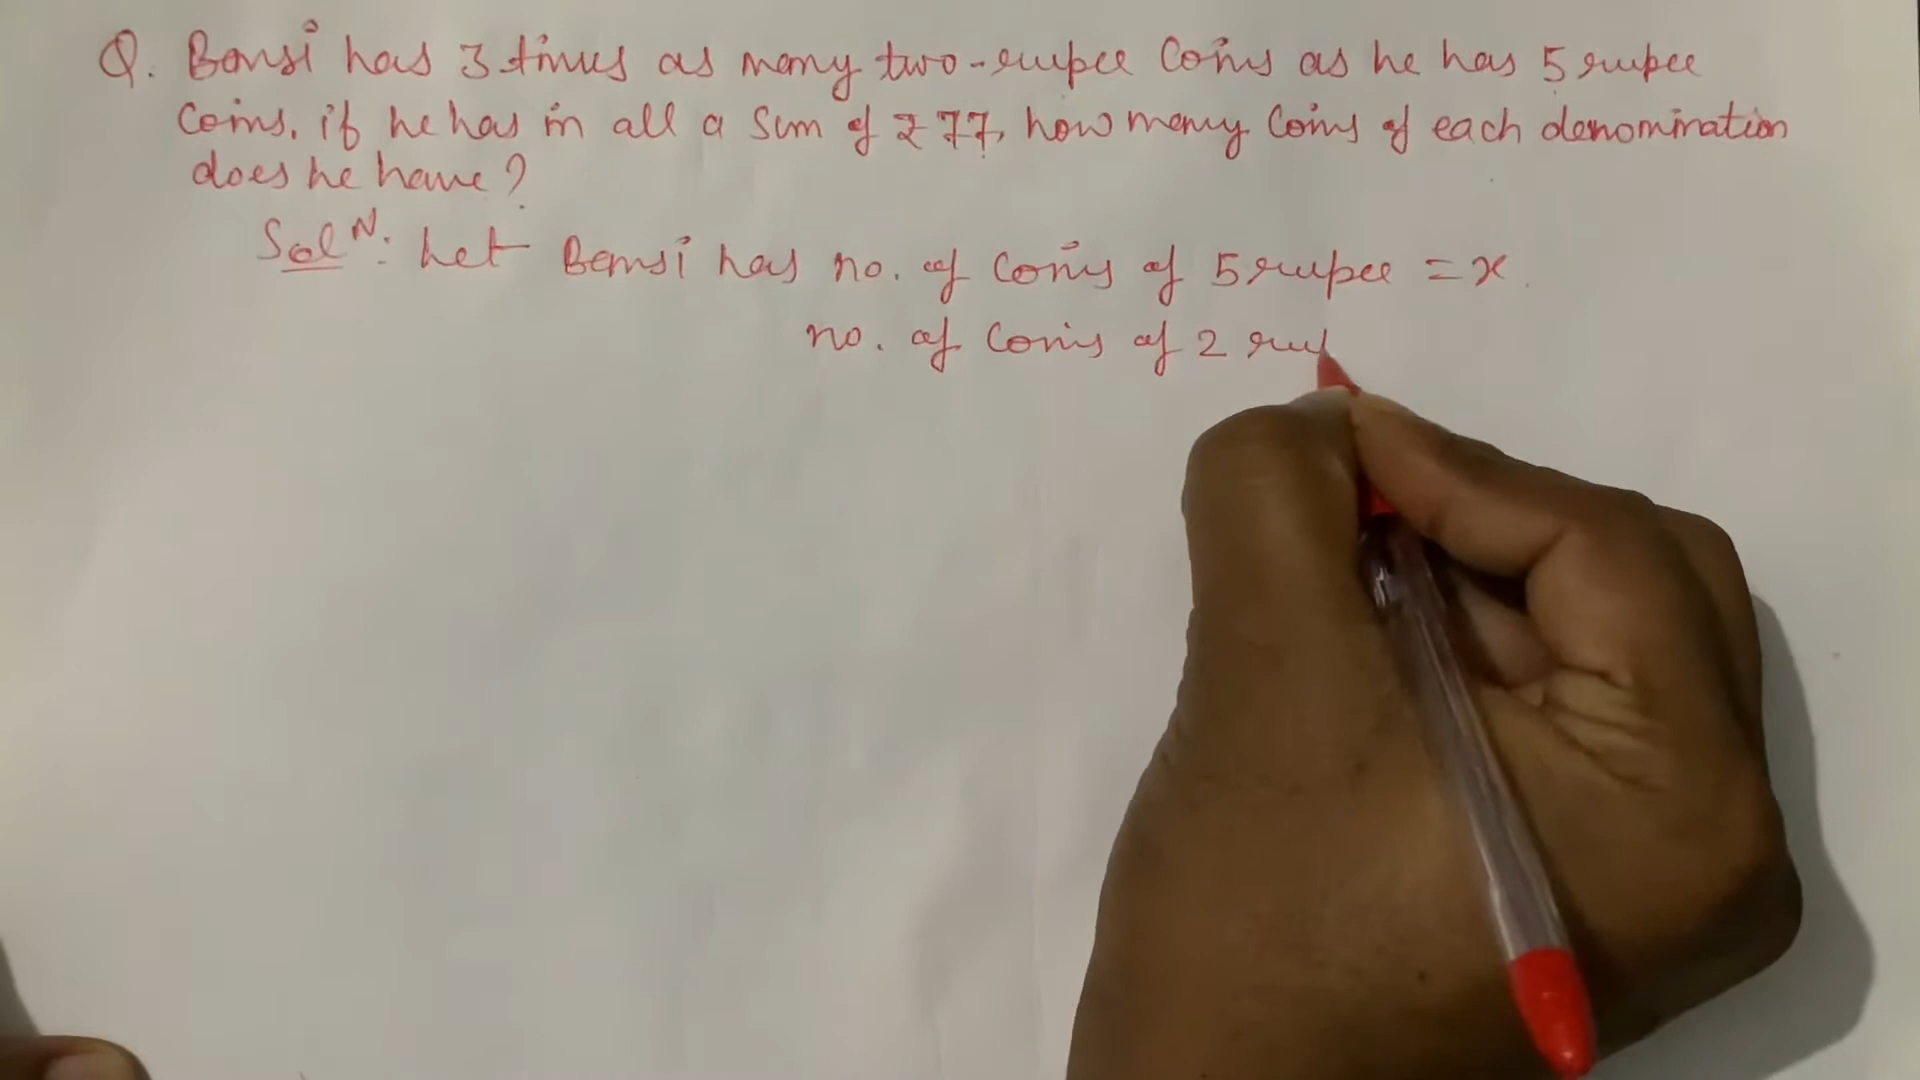 Q. Bansi has 3 times as many two-rupee coins as he has 5 rupee
coins. if he has in all a sum of ₹77, how many coins of each denomination
does he have?
Solᴺ: Let Bansi has no. of coins of 5 rupee = x
no. of coins of 2 rup